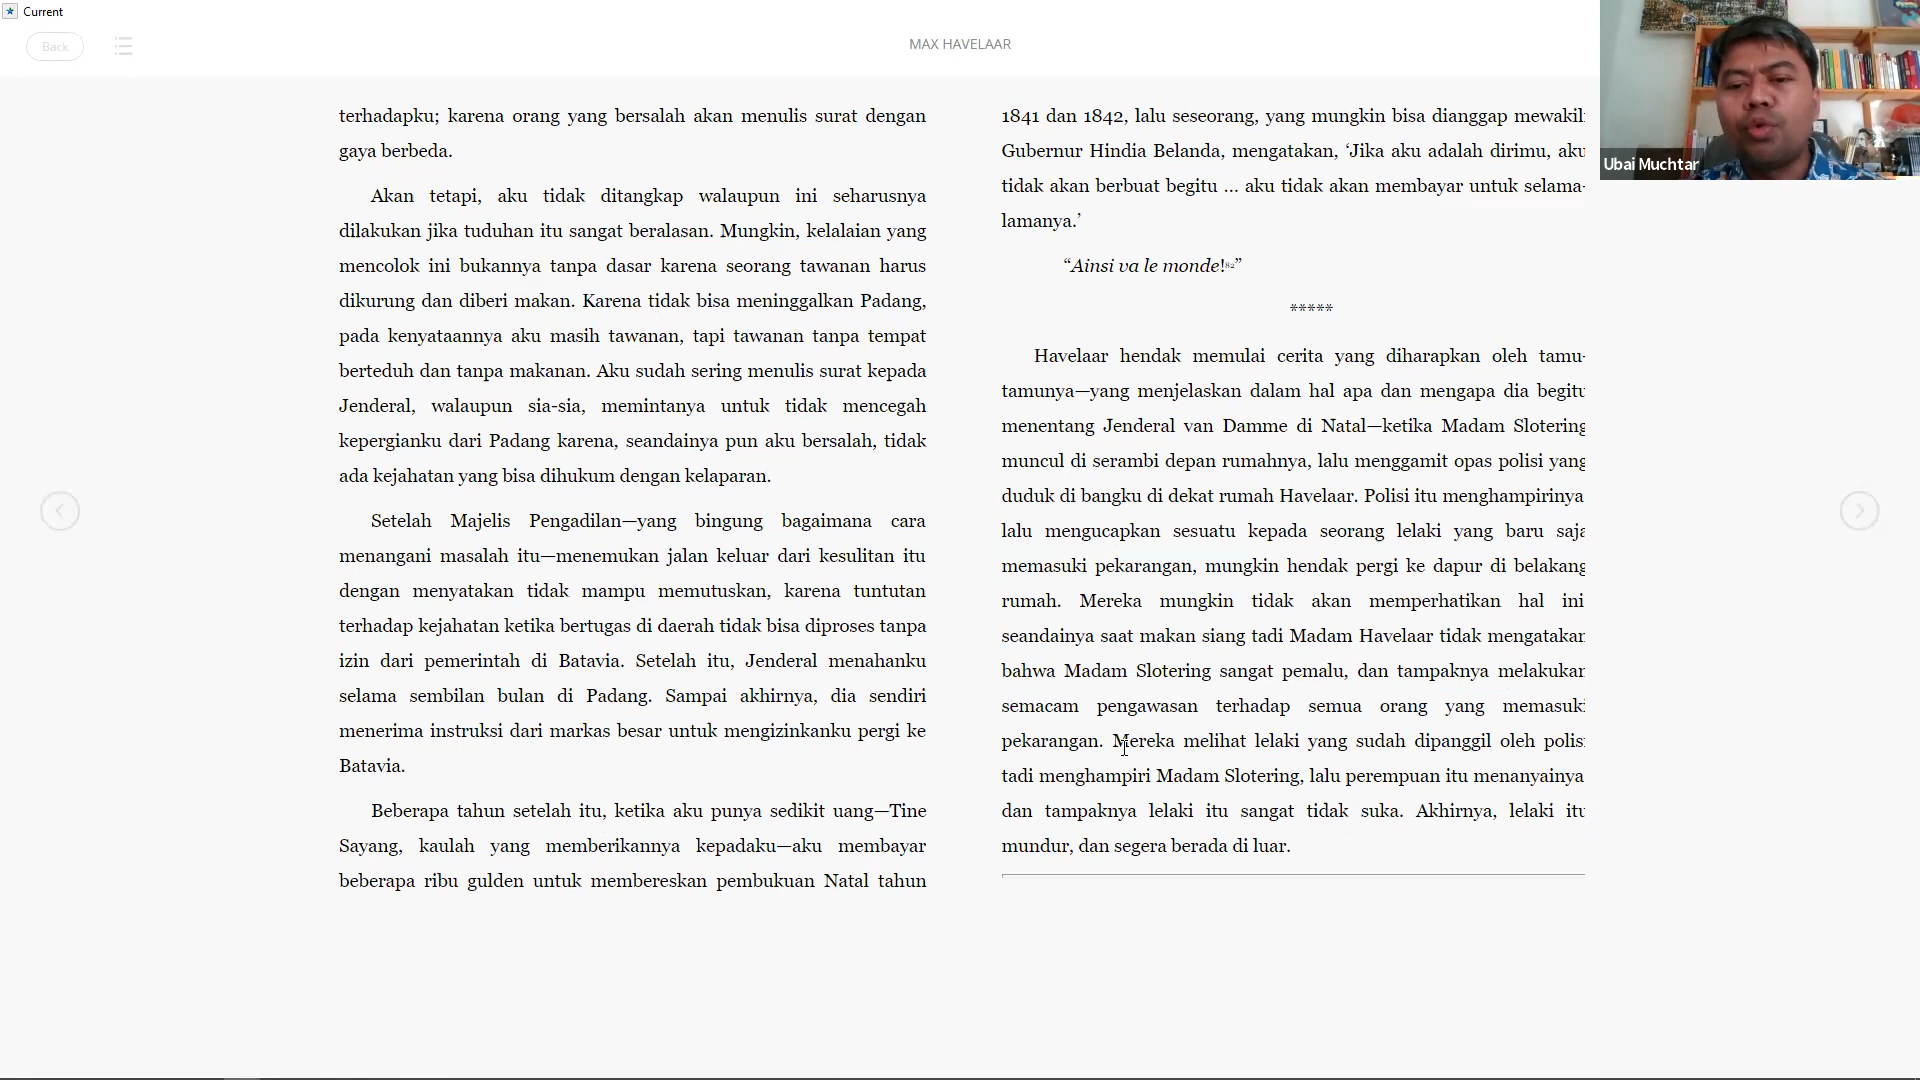 Current
Back
MAX HAVELAAR
Ubai Muchtar
terhadapku; karena orang yang bersalah akan menulis surat dengan
gaya berbeda.
Akan tetapi, aku tidak ditangkap walaupun ini seharusnya
dilakukan jika tuduhan itu sangat beralasan. Mungkin, kelalaian yang
mencolok ini bukannya tanpa dasar karena seorang tawanan harus
dikurung dan diberi makan. Karena tidak bisa meninggalkan Padang,
pada kenyataannya aku masih tawanan, tapi tawanan tanpa tempat
berteduh dan tanpa makanan. Aku sudah sering menulis surat kepada
Jenderal, walaupun sia-sia, memintanya untuk tidak mencegah
kepergianku dari Padang karena, seandainya pun aku bersalah, tidak
ada kejahatan yang bisa dihukum dengan kelaparan.
Setelah Majelis Pengadilan—yang bingung bagaimana cara
menangani masalah itu—menemukan jalan keluar dari kesulitan itu
dengan menyatakan tidak mampu memutuskan, karena tuntutan
terhadap kejahatan ketika bertugas di daerah tidak bisa diproses tanpa
izin dari pemerintah di Batavia. Setelah itu, Jenderal menahanku
selama sembilan bulan di Padang. Sampai akhirnya, dia sendiri
menerima instruksi dari markas besar untuk mengizinkanku pergi ke
Batavia.
Beberapa tahun setelah itu, ketika aku punya sedikit uang—Tine
Sayang, kaulah yang memberikannya kepadaku—aku membayar
beberapa ribu gulden untuk membereskan pembukuan Natal tahun
1841 dan 1842, lalu seseorang, yang mungkin bisa dianggap mewakili
Gubernur Hindia Belanda, mengatakan, ‘Jika aku adalah dirimu, aku
tidak akan berbuat begitu ... aku tidak akan membayar untuk selama-
lamanya.’
“Ainsi va le monde!82”
*****
Havelaar hendak memulai cerita yang diharapkan oleh tamu-
tamunya—yang menjelaskan dalam hal apa dan mengapa dia begitu
menentang Jenderal van Damme di Natal—ketika Madam Slotering
muncul di serambi depan rumahnya, lalu menggamit opas polisi yang
duduk di bangku di dekat rumah Havelaar. Polisi itu menghampirinya
lalu mengucapkan sesuatu kepada seorang lelaki yang baru saja
memasuki pekarangan, mungkin hendak pergi ke dapur di belakang
rumah. Mereka mungkin tidak akan memperhatikan hal ini
seandainya saat makan siang tadi Madam Havelaar tidak mengatakan
bahwa Madam Slotering sangat pemalu, dan tampaknya melakukan
semacam pengawasan terhadap semua orang yang memasuki
pekarangan. Mereka melihat lelaki yang sudah dipanggil oleh polisi
tadi menghampiri Madam Slotering, lalu perempuan itu menanyainya
dan tampaknya lelaki itu sangat tidak suka. Akhirnya, lelaki itu
mundur, dan segera berada di luar.